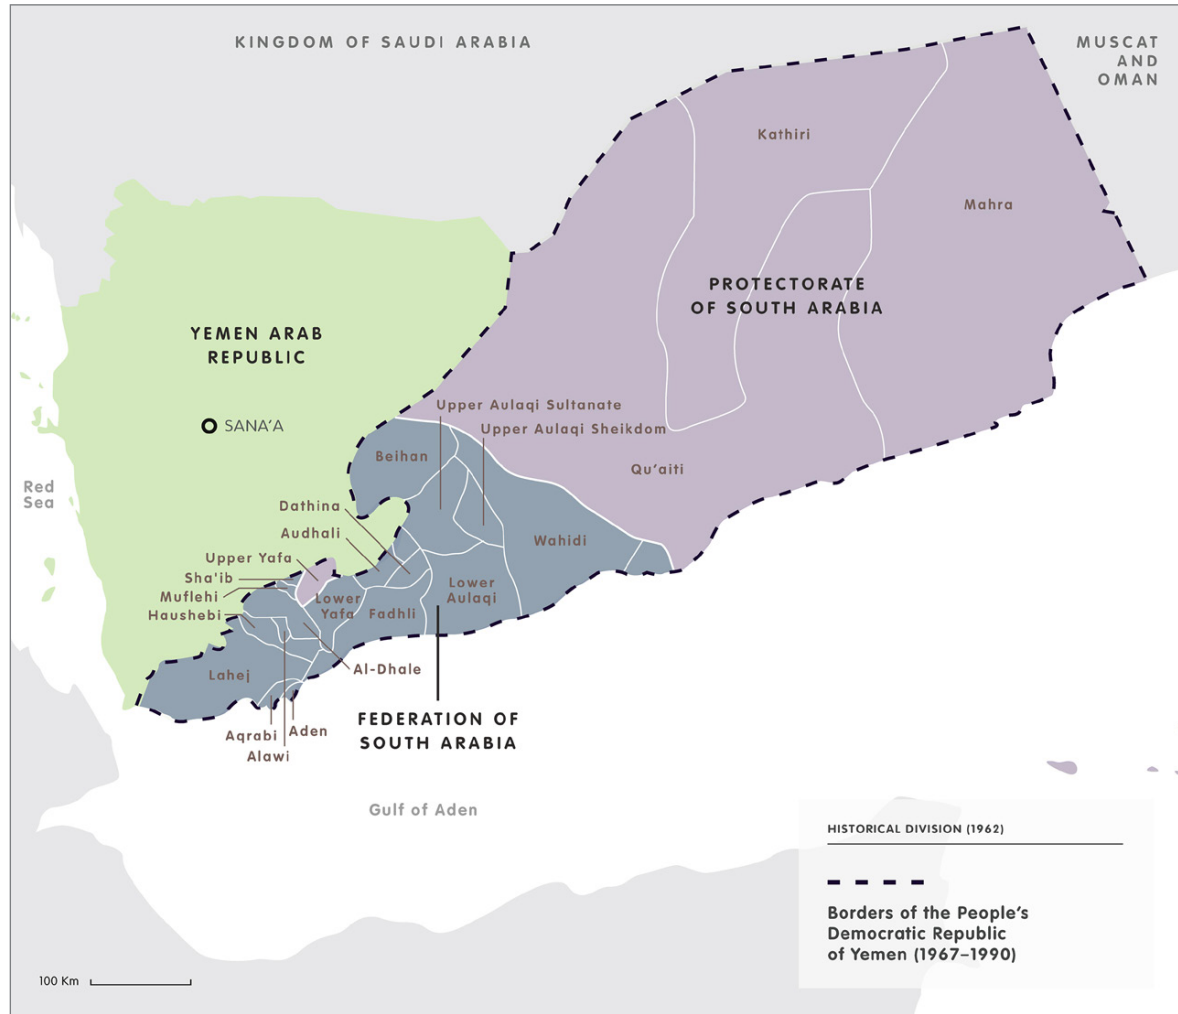 KINGDOM OF SAUDI ARABIA
MUSCAT
AND
OMAN
Kathiri
Mahra
PROTECTORATE
OF SOUTH ARABIA
YEMEN ARAB
REPUBLIC
SANA'A
Upper Aulaqi Sultanate
Upper Aulaqi Sheikdom
Beihan
Qu'aiti
Red
Sea
Dathina
Audhali
Wahidi
Upper Yafa
Sha'ib
Muflehi
Haushebi
Lower
Yafa
Fadhli
Lower
Aulaqi
Lahej
Al-Dhale
Aqrabi
Aden
Alawi
FEDERATION OF
SOUTH ARABIA
Gulf of Aden
HISTORICAL DIVISION (1962)
Borders of the People's
Democratic Republic
of Yemen (1967–1990)
100 Km